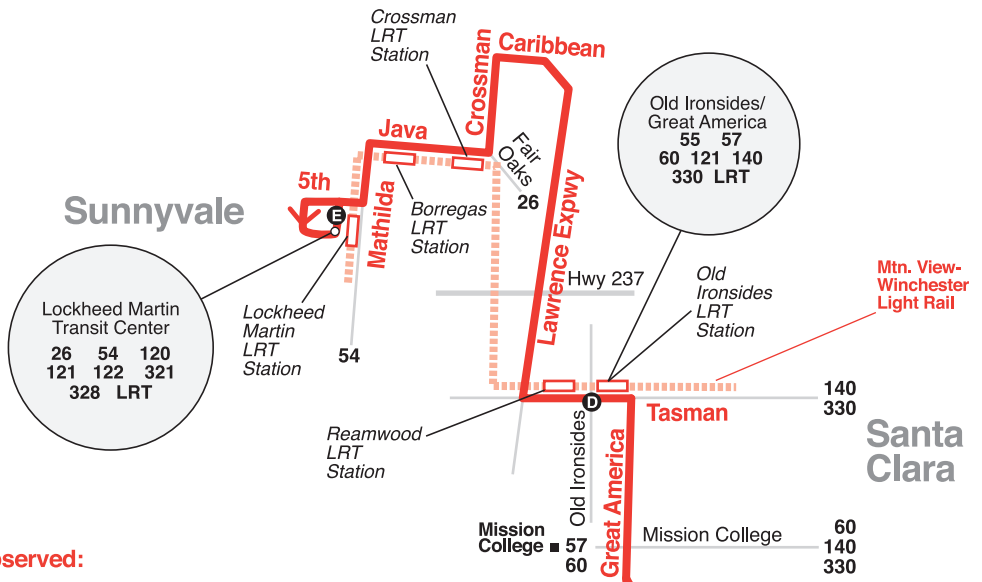 Crossman
LRT
Station
Crossman
Caribbean
Java
Fair
Oaks
26
Old Ironsides/
Great America
55 57
60 121 140
330 LRT
5th
E
Sunnyvale
Mathilda
Borregas
LRT
Station
Lawrence Expwy
Hwy 237
Old
Ironsides
LRT
Station
Mtn. View-
Winchester
Light Rail
Lockheed Martin
Transit Center
26 54 120
121 122 321
328 LRT
Lockheed
Martin
LRT
Station
54
140
330
D
Tasman
Reamwood
LRT
Station
Old Ironsides
Great America
Santa
Clara
Mission
College
57
60
Mission College
60
140
330
oserved: